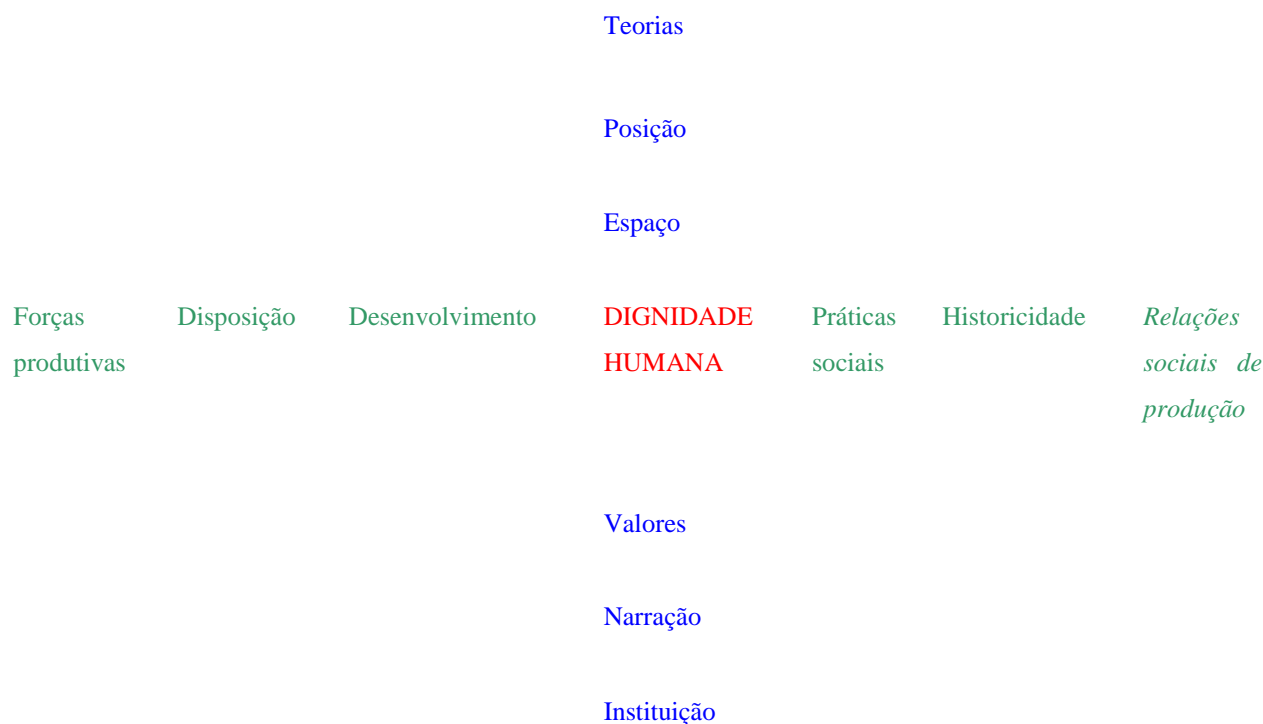 Teorias
Posição
Espaço
Forças Disposição Desenvolvimento DIGNIDADE Práticas Historicidade Relações
produtivas HUMANA sociais sociais de
produção
Valores
Narração
Instituição